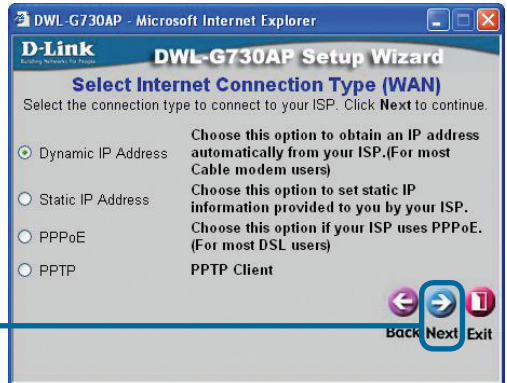 DWL-G730AP - Microsoft Internet Explorer
D-Link
Building Networks for People
DWL-G730AP Setup Wizard
Select Internet Connection Type (WAN)
Select the connection type to connect to your ISP. Click Next to continue.
Dynamic IP Address
Choose this option to obtain an IP address
automatically from your ISP.(For most
Cable modem users)
Static IP Address
Choose this option to set static IP
information provided to you by your ISP.
PPPoE
Choose this option if your ISP uses PPPoE.
(For most DSL users)
PPTP
PPTP Client
Back Next Exit